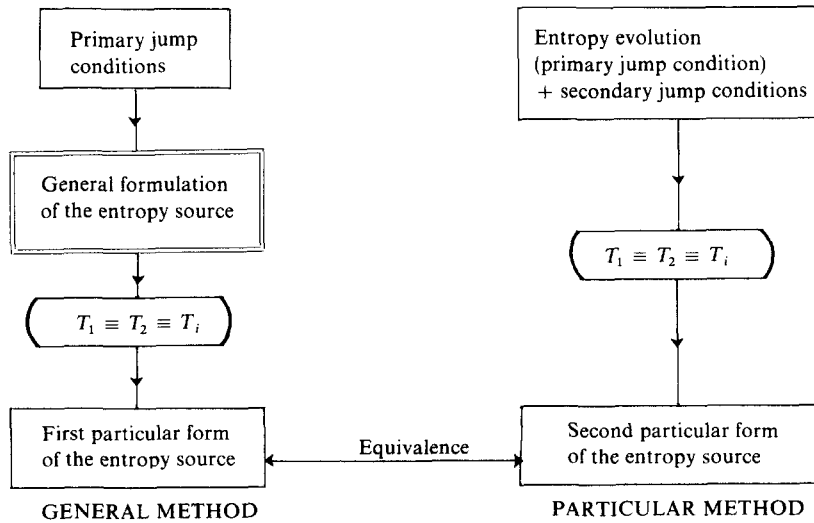 Primary jump
conditions
General formulation
of the entropy source
T₁ ≡ T₂ ≡ Tᵢ
First particular form
of the entropy source
GENERAL METHOD
Equivalence
Entropy evolution
(primary jump condition)
+ secondary jump conditions
T₁ ≡ T₂ ≡ Tᵢ
Second particular form
of the entropy source
PARTICULAR METHOD